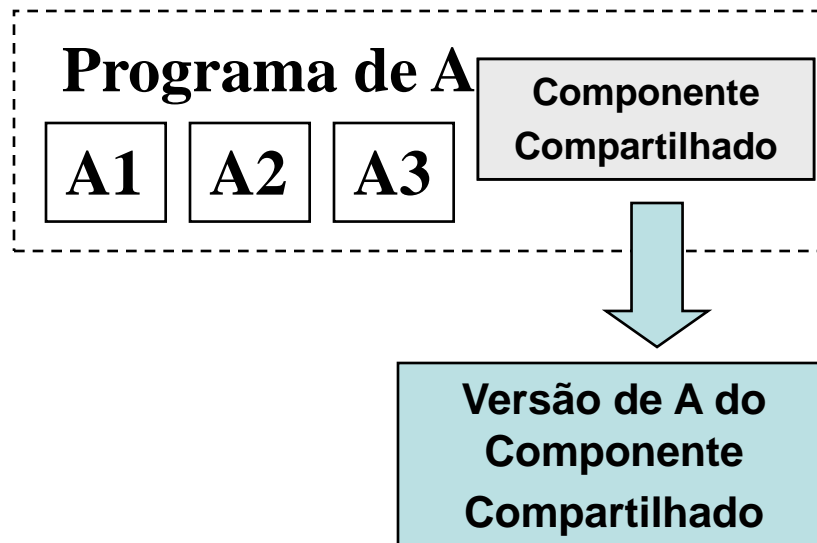 Programa de A
Componente
Compartilhado
A1 A2 A3
Versão de A do
Componente
Compartilhado